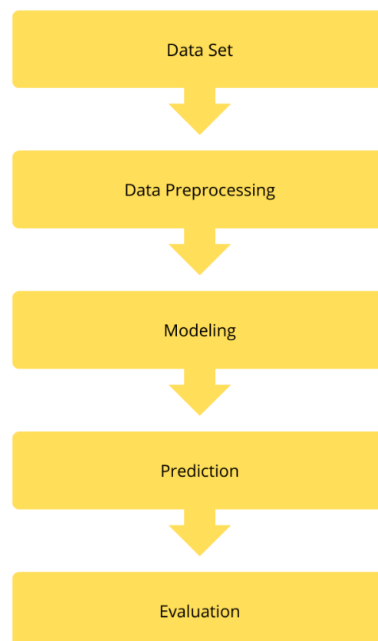 Data Set
Data Preprocessing
Modeling
Prediction
Evaluation